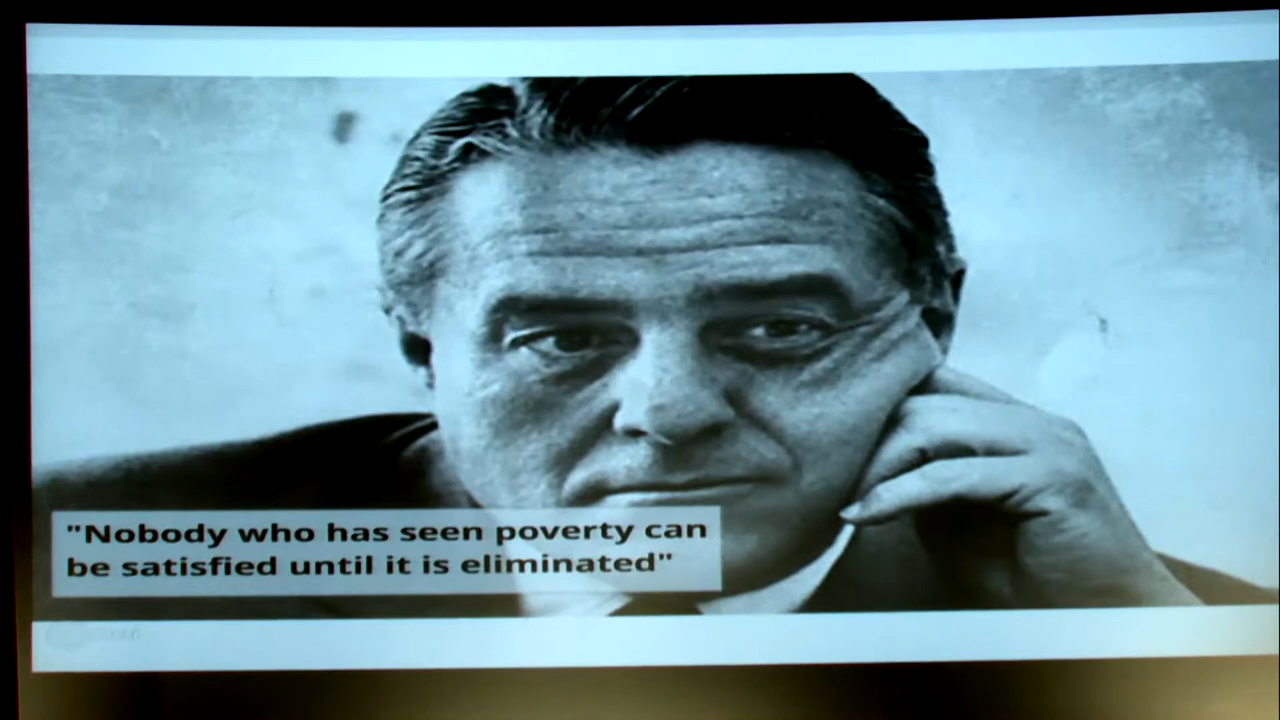 "Nobody who has seen poverty can
be satisfied until it is eliminated"